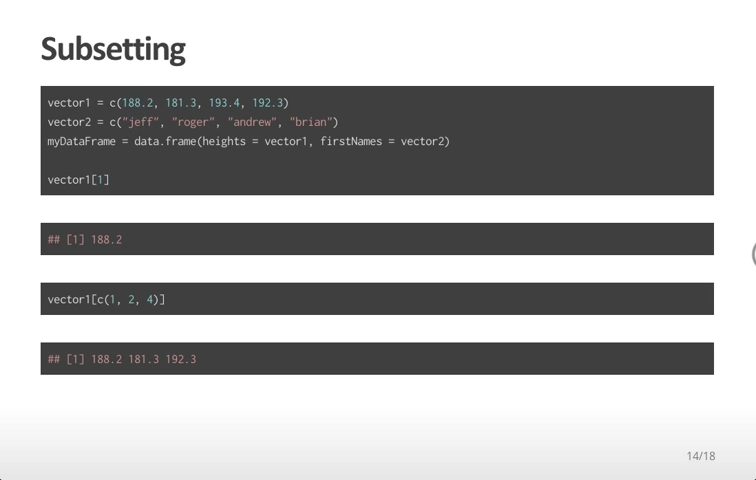 Subsetting
vector1 = c(188.2, 181.3, 193.4, 192.3)
vector2 = c("jeff", "roger", "andrew", "brian")
myDataFrame = data.frame(heights = vector1, firstNames = vector2)
vector1[1]
## [1] 188.2
vector1[c(1, 2, 4)]
## [1] 188.2 181.3 192.3
14/18